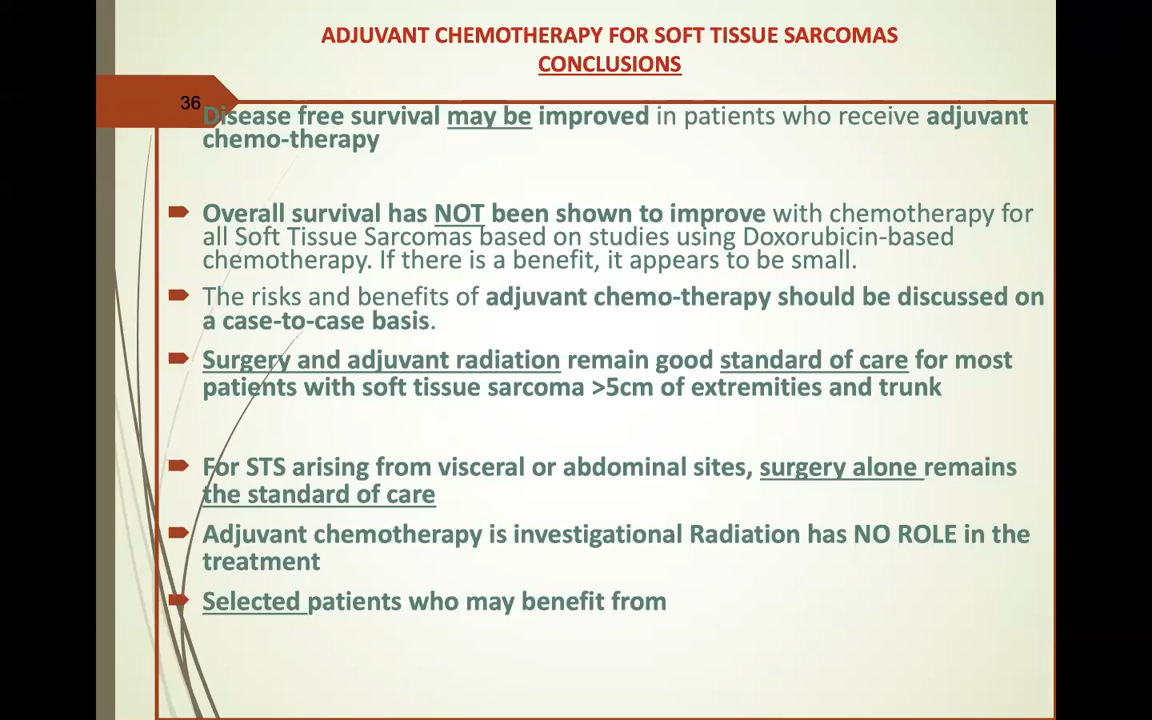 ADJUVANT CHEMOTHERAPY FOR SOFT TISSUE SARCOMAS
CONCLUSIONS
36
Disease free survival may be improved in patients who receive adjuvant
chemo-therapy
Overall survival has NOT been shown to improve with chemotherapy for
all Soft Tissue Sarcomas based on studies using Doxorubicin-based
chemotherapy. If there is a benefit, it appears to be small.
The risks and benefits of adjuvant chemo-therapy should be discussed on
a case-to-case basis.
Surgery and adjuvant radiation remain good standard of care for most
patients with soft tissue sarcoma >5cm of extremities and trunk
For STS arising from visceral or abdominal sites, surgery alone remains
the standard of care
Adjuvant chemotherapy is investigational Radiation has NO ROLE in the
treatment
Selected patients who may benefit from